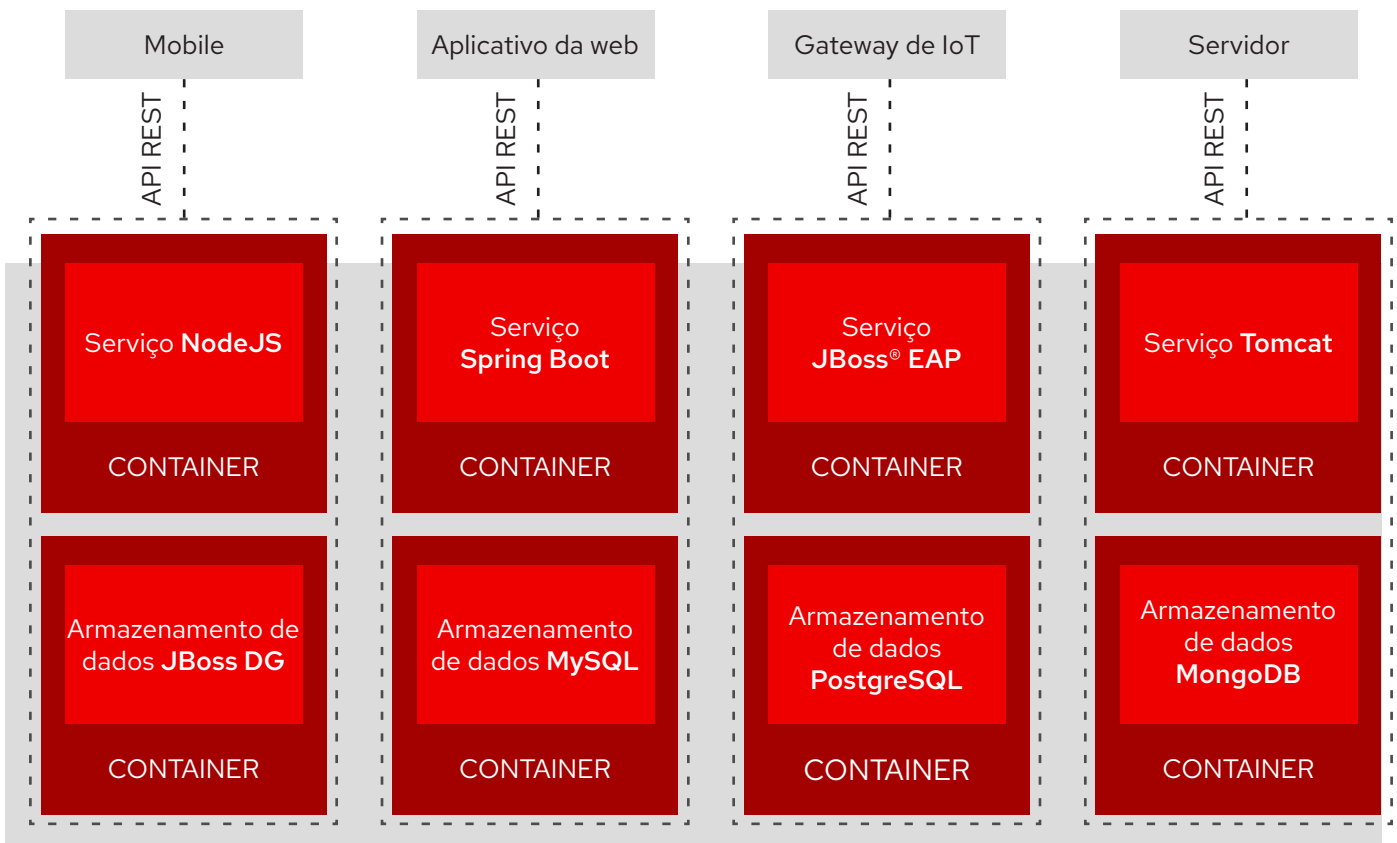 Mobile
Aplicativo da web
Gateway de IoT
Servidor
API REST
API REST
API REST
API REST
Serviço NodeJS
CONTAINER
Serviço
Spring Boot
CONTAINER
Serviço
JBoss® EAP
CONTAINER
Serviço Tomcat
CONTAINER
Armazenamento de
dados JBoss DG
CONTAINER
Armazenamento
de dados MySQL
CONTAINER
Armazenamento
de dados
PostgreSQL
CONTAINER
Armazenamento
de dados
MongoDB
CONTAINER